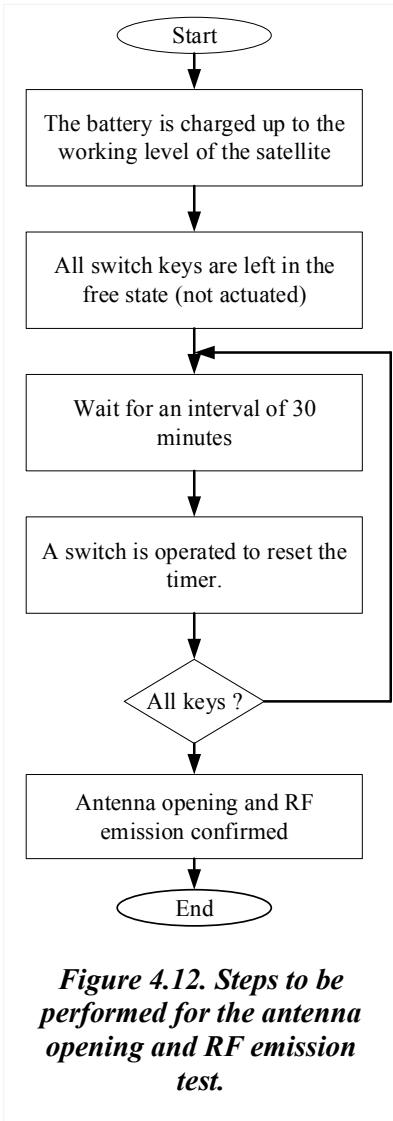 Start
The battery is charged up to the
working level of the satellite
All switch keys are left in the
free state (not actuated)
Wait for an interval of 30
minutes
A switch is operated to reset the
timer.
All keys ?
Antenna opening and RF
emission confirmed
End
Figure 4.12. Steps to be
performed for the antenna
opening and RF emission
test.